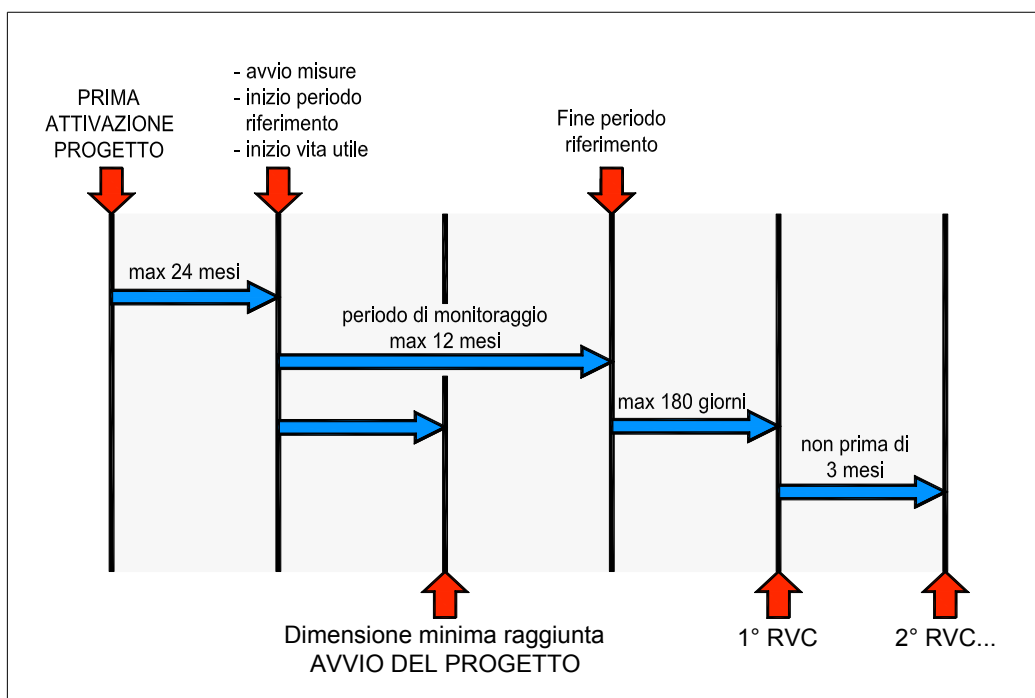 PRIMA
ATTIVAZIONE
PROGETTO
- avvio misure
- inizio periodo
riferimento
- inizio vita utile
Fine periodo
riferimento
max 24 mesi
periodo di monitoraggio
max 12 mesi
max 180 giorni
non prima di
3 mesi
Dimensione minima raggiunta
AVVIO DEL PROGETTO
1° RVC
2° RVC...